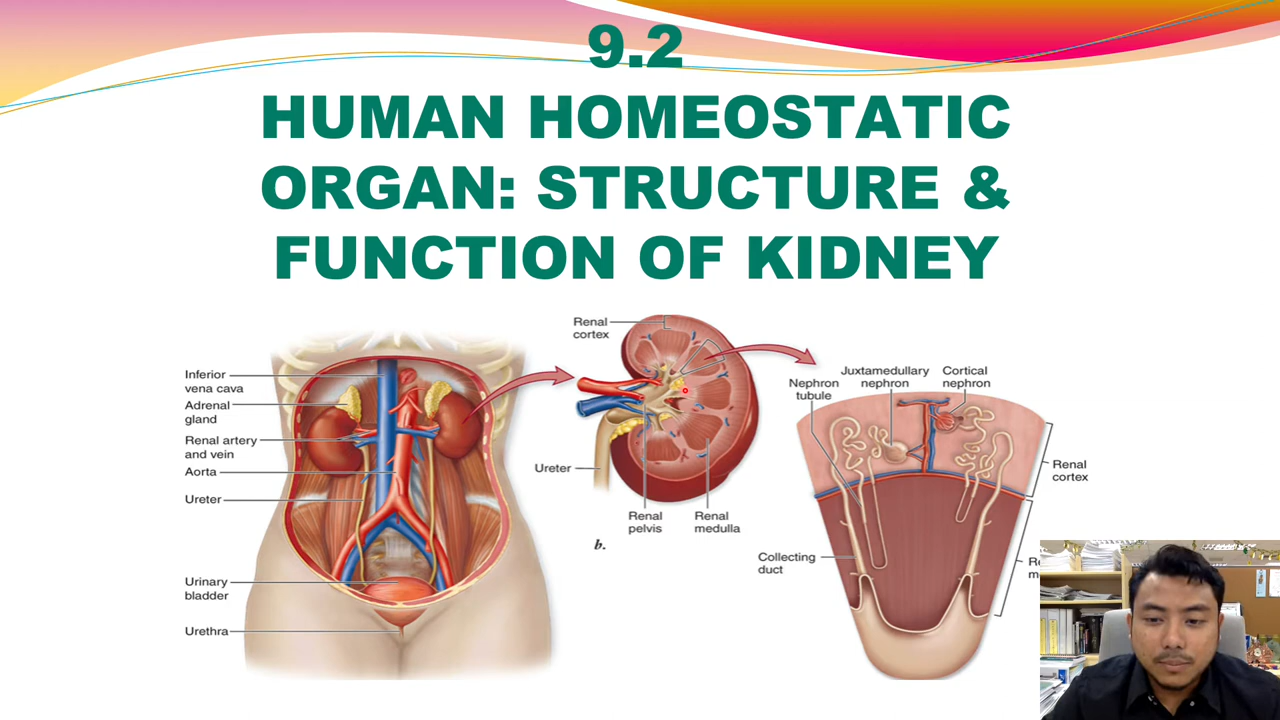 9.2
HUMAN HOMEOSTATIC
ORGAN: STRUCTURE &
FUNCTION OF KIDNEY
Inferior
vena cava
Adrenal
gland
Renal artery
and vein
Aorta
Ureter
Urinary
bladder
Urethra
Renal
cortex
Ureter
Renal
pelvis
Renal
medulla
b.
Nephron
tubule
Juxtamedullary
nephron
Cortical
nephron
Renal
cortex
Collecting
duct